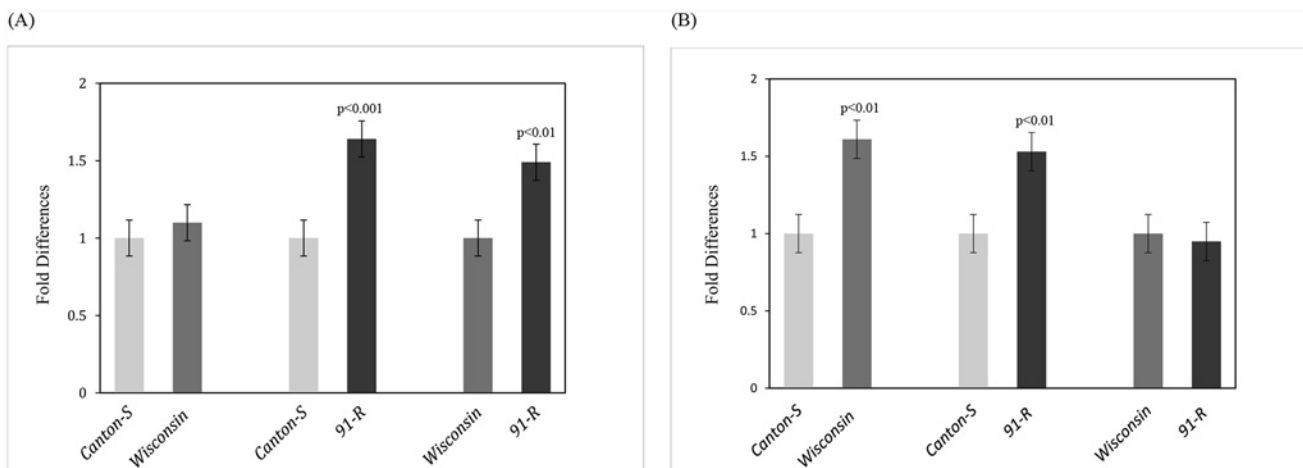 (A)
Fold Differences
2
1.5
1
0.5
0
p<0.001
p<0.01
Canton-S
Wisconsin
Canton-S
91-R
Wisconsin
91-R
(B)
Fold Differences
2
1.5
1
0.5
0
p<0.01
p<0.01
Canton-S
Wisconsin
Canton-S
91-R
Wisconsin
91-R